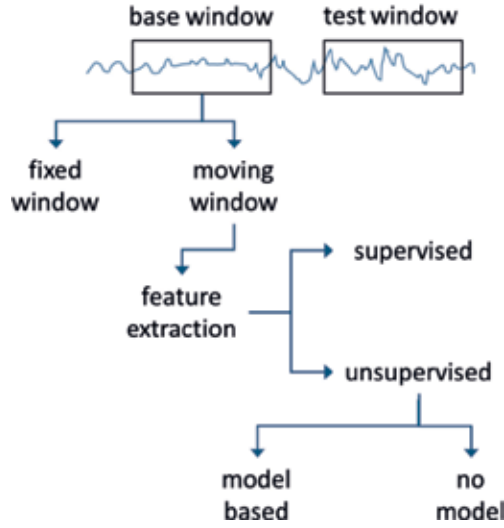 base window
test window
fixed
window
moving
window
supervised
feature
extraction
unsupervised
model
based
no
model